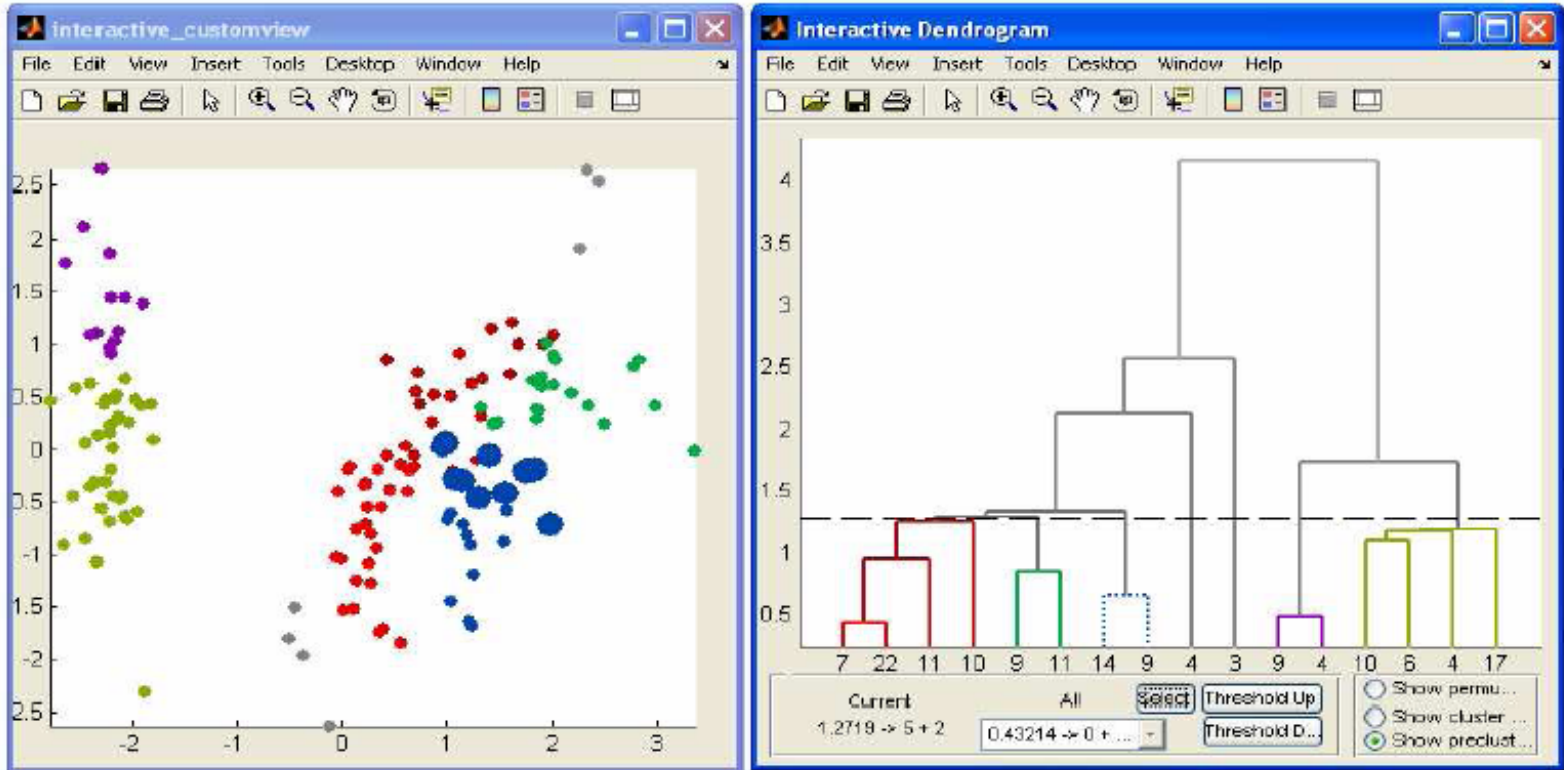 interactive_customview
File Edit View Insert Tools Desktop Window Help
2.5
2
1.5
1
0.5
0
0.5
-1
1.5
-2
2.5
-2 -1 0 1 2 3
Interactive Dendrogram
File Edit View Insert Tools Desktop Window Help
4
3.5
3
2.5
2
1.5
1
0.5
7 22 11 10 9 11 14 9 4 3 9 4 10 6 4 17
Current
1.2719 -> 5 + 2
All
0.43214 -> 0 + ...
Select
Threshold Up
Threshold D...
Show permu...
Show cluster ...
Show preclust...